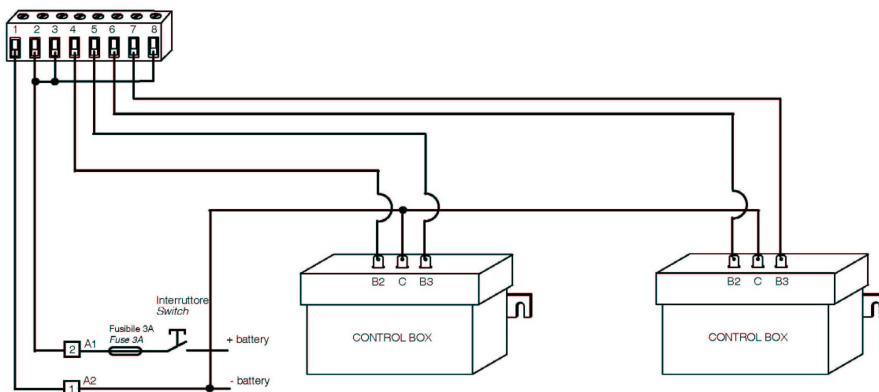 1 2 3 4 5 6 7 8
B2 C B3
B2 C B3
CONTROL BOX
CONTROL BOX
Interruttore
Switch
Fusibile 3A
Fuse 3A
2 A1
+ battery
1 A2
- battery